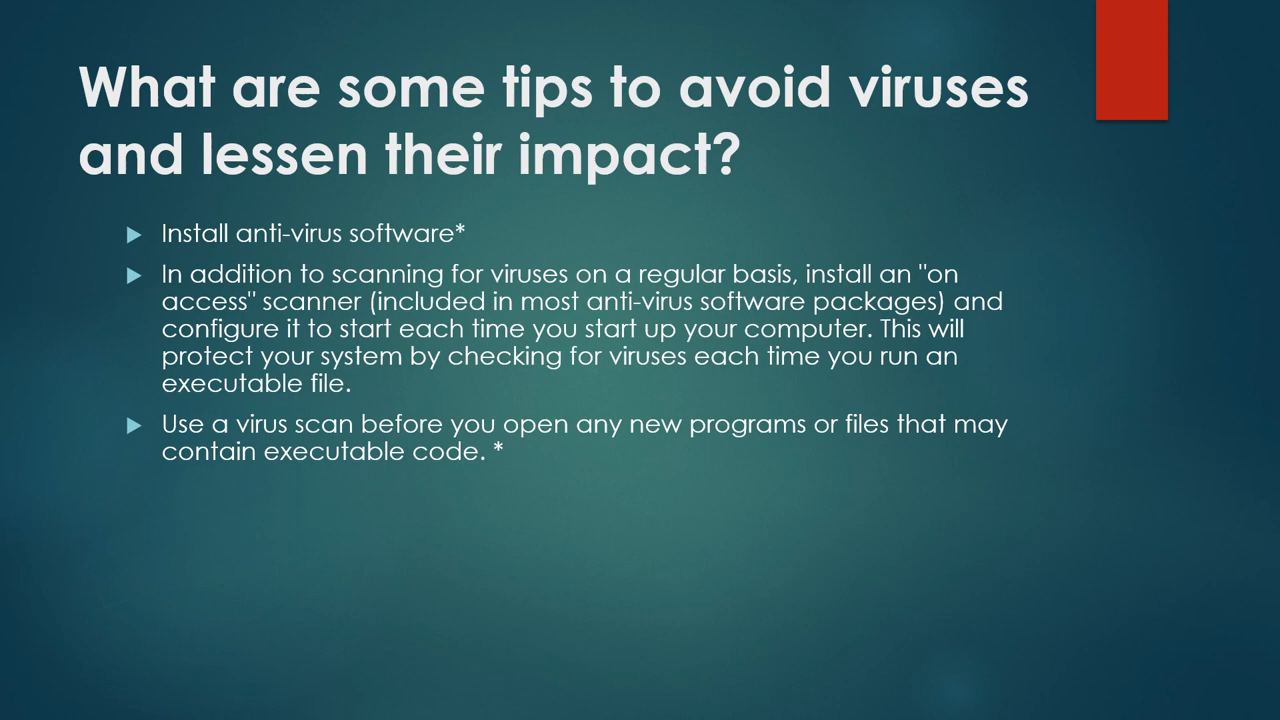 What are some tips to avoid viruses
and lessen their impact?
Install anti-virus software*
In addition to scanning for viruses on a regular basis, install an "on
access" scanner (included in most anti-virus software packages) and
configure it to start each time you start up your computer. This will
protect your system by checking for viruses each time you run an
executable file.
Use a virus scan before you open any new programs or files that may
contain executable code. *